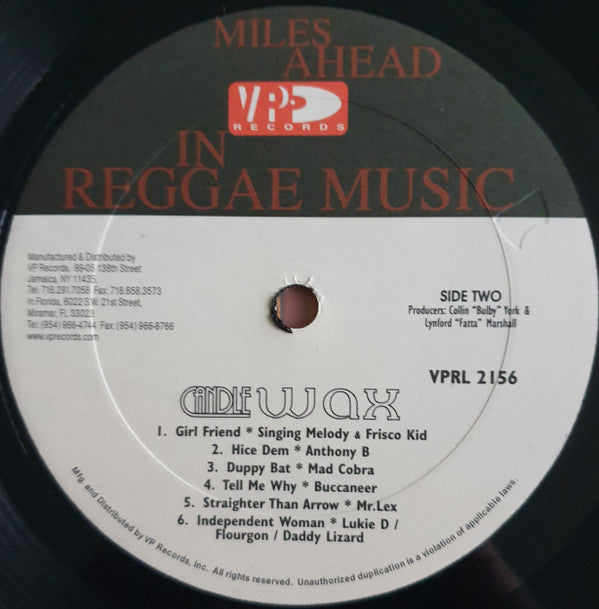 MILES
AHEAD
VP
RECORDS
IN
REGGAE MUSIC
Manufactured & Distributed by
VP Records. 89-05 138th Street
Jamaica, NY 11435
Tel: 718.291.7058 Fax: 718.658.3573
In Florida, 6022 S.W. 21st Street,
Miramar, FL 33023
Tel: (954) 966-4744 Fax: (954) 966-8766
www.vprecords.com
SIDE TWO
Producers: Collin "Bulby" York &
Lynford "Fatta" Marshall
VPRL 2156
CANDLE wax
1. Girl Friend * Singing Melody & Frisco Kid
2. Hice Dem * Anthony B
3. Duppy Bat * Mad Cobra
4. Tell Me Why * Buccaneer
5. Straighter Than Arrow * Mr.Lex
6. Independent Woman * Lukie D /
Flourgon / Daddy Lizard
Mfg. and Distributed by VP Records, Inc. All rights reserved. Unauthorized duplication is a violation of applicable laws.